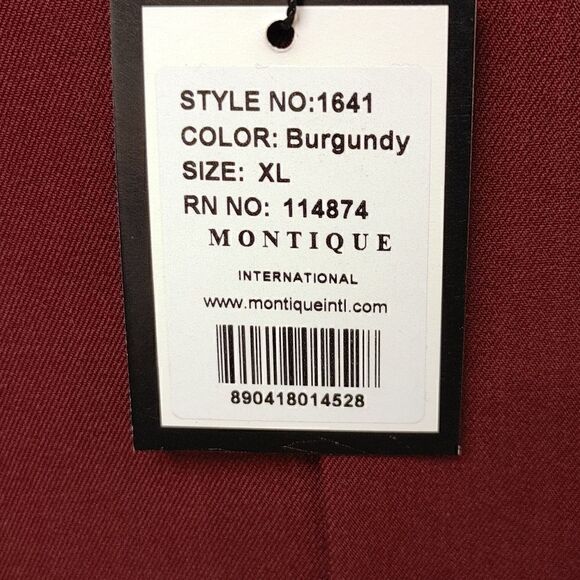 STYLE NO:1641
COLOR: Burgundy
SIZE: XL
RN NO: 114874
MONTIQUE
INTERNATIONAL
www.montiqueintl.com
890418014528